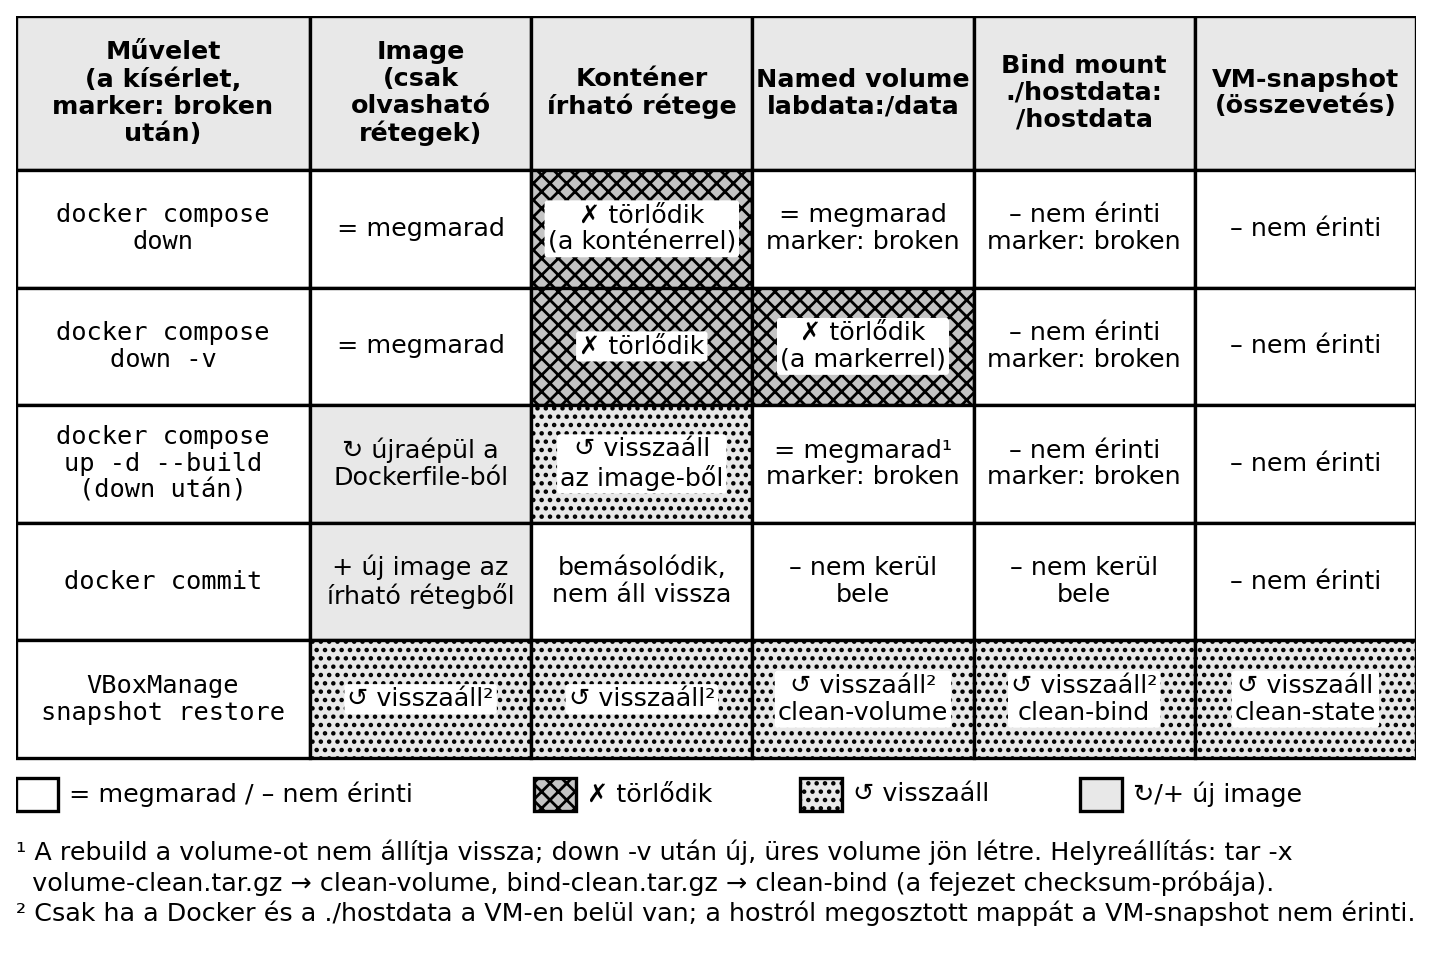 Művelet
(a kísérlet,
marker: broken
után)
Image
(csak
olvasható
rétegek)
Konténer
írható rétege
Named volume
labdata:/data
Bind mount
./hostdata:
/hostdata
VM-snapshot
(összevetés)
docker compose
down
= megmarad
✗ törlődik
(a konténerrel)
= megmarad
marker: broken
– nem érinti
marker: broken
– nem érinti
docker compose
down -v
= megmarad
✗ törlődik
✗ törlődik
(a markerrel)
– nem érinti
marker: broken
– nem érinti
docker compose
up -d --build
(down után)
↻ újraépül a
Dockerfile-ból
↺ visszaáll
az image-ből
= megmarad¹
marker: broken
– nem érinti
marker: broken
– nem érinti
docker commit
+ új image az
írható rétegből
bemásolódik,
nem áll vissza
– nem kerül
bele
– nem kerül
bele
– nem érinti
VBoxManage
snapshot restore
↺ visszaáll²
↺ visszaáll²
↺ visszaáll²
clean-volume
↺ visszaáll²
clean-bind
↺ visszaáll
clean-state
= megmarad / – nem érinti
✗ törlődik
↺ visszaáll
↻/+ új image
¹ A rebuild a volume-ot nem állítja vissza; down -v után új, üres volume jön létre. Helyreállítás: tar -x
volume-clean.tar.gz → clean-volume, bind-clean.tar.gz → clean-bind (a fejezet checksum-próbája).
² Csak ha a Docker és a ./hostdata a VM-en belül van; a hostról megosztott mappát a VM-snapshot nem érinti.